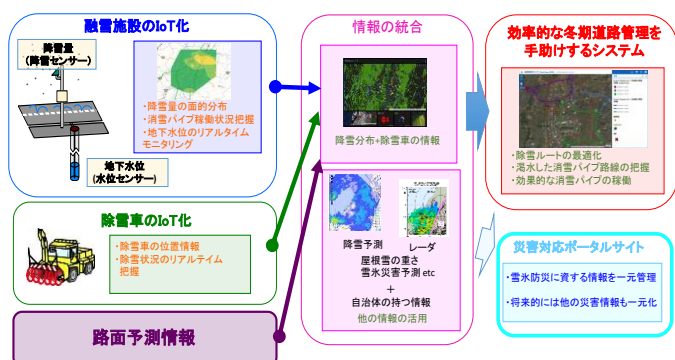 融雪施設のIoT化
降雪量
(降雪センサー)
・降雪量の面的分布
・消雪パイプ稼働状況把握
・地下水位のリアルタイム
モニタリング
地下水位
(水位センサー)
除雪車のIoT化
・除雪車の位置情報
・除雪状況のリアルテイム
把握
路面予測情報
情報の統合
降雪分布+除雪車の情報
降雪予測
レーダ
屋根雪の重さ
雪氷災害予測 etc
+
自治体の持つ情報
他の情報の活用
効率的な冬期道路管理を
手助けするシステム
・除雪ルートの最適化
・渇水した消雪パイプ路線の把握
・効果的な消雪パイプの稼働
災害対応ポータルサイト
・雪氷防災に資する情報を一元管理
・将来的には他の災害情報も一元化